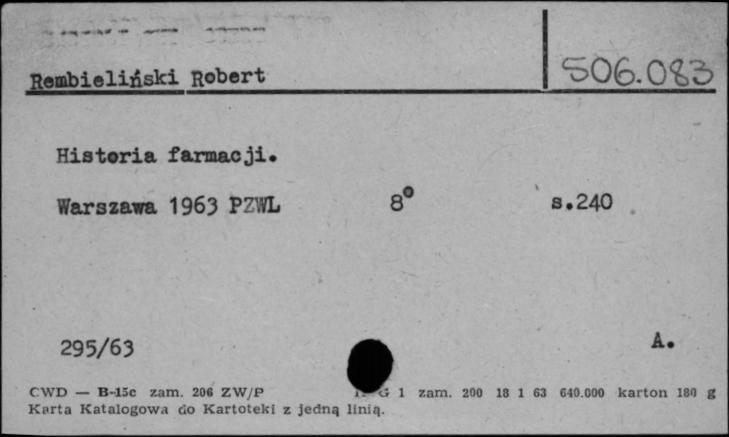 Rembieliński Robert
506.083
Historia farmacji.
Warszawa 1963 PZWL 8° s.240
295/63 A.
CWD — B-15c zam. 206 ZW/P G 1 zam. 200 18 1 63 640.000 karton 180 g
Karta Katalogowa do Kartoteki z jedną linią.